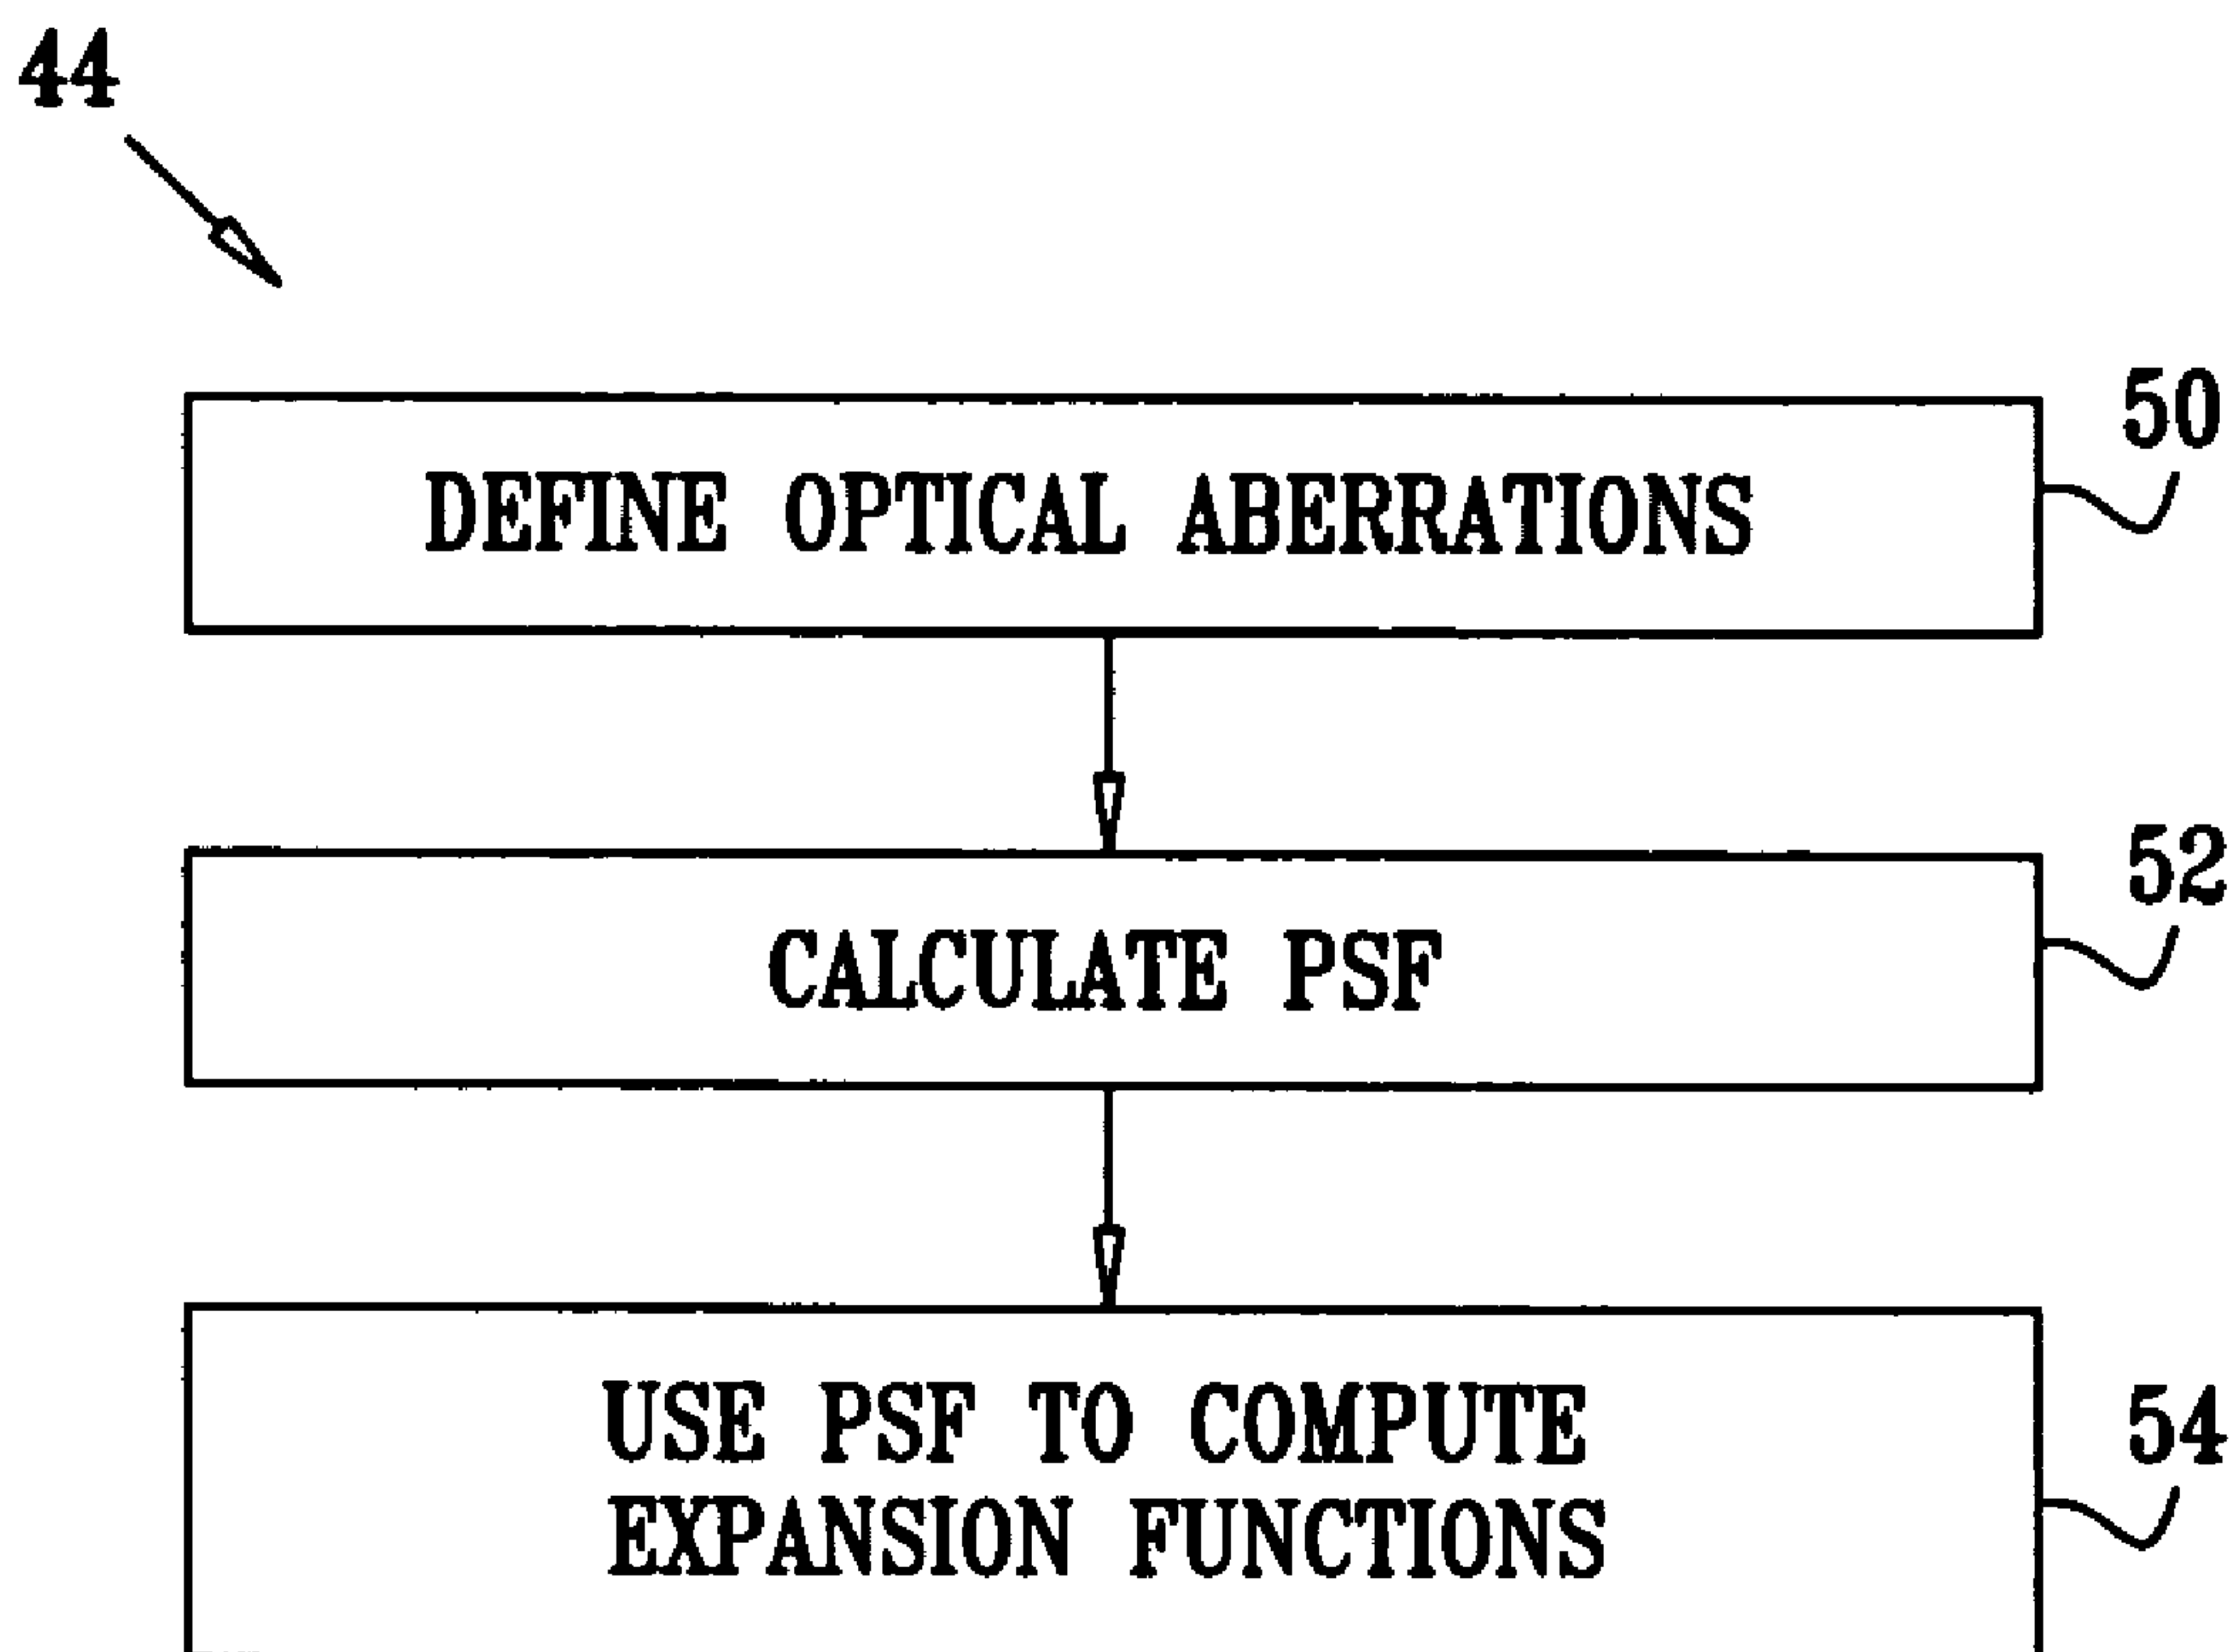 44
50
DEFINE OPTICAL ABERRATIONS
52
CALCULATE PSF
54
USE PSF TO COMPUTE
EXPANSION FUNCTIONS